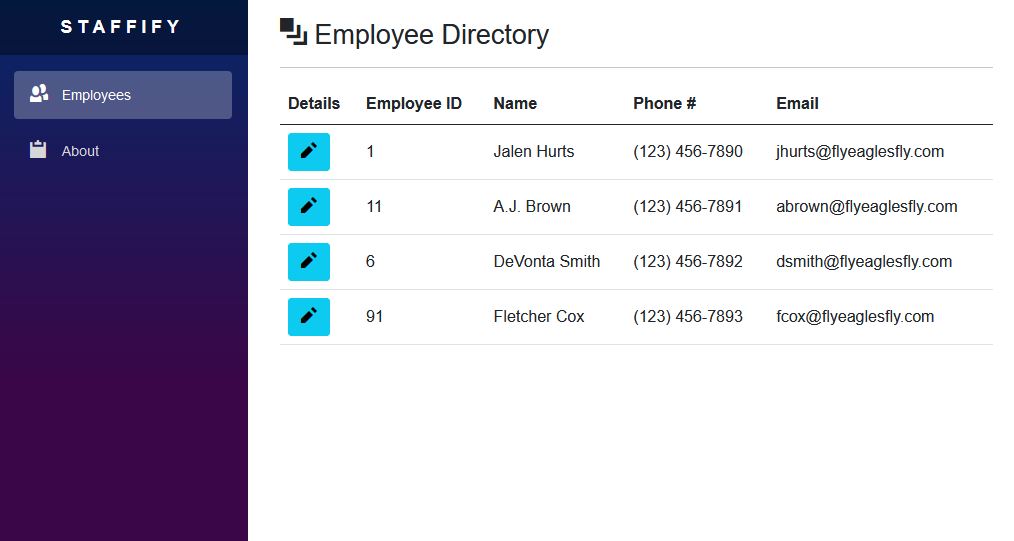 STAFFIFY
Employees
About
Employee Directory
Details Employee ID Name Phone # Email
1 Jalen Hurts (123) 456-7890 jhurts@flyeaglesfly.com
11 A.J. Brown (123) 456-7891 abrown@flyeaglesfly.com
6 DeVonta Smith (123) 456-7892 dsmith@flyeaglesfly.com
91 Fletcher Cox (123) 456-7893 fcox@flyeaglesfly.com